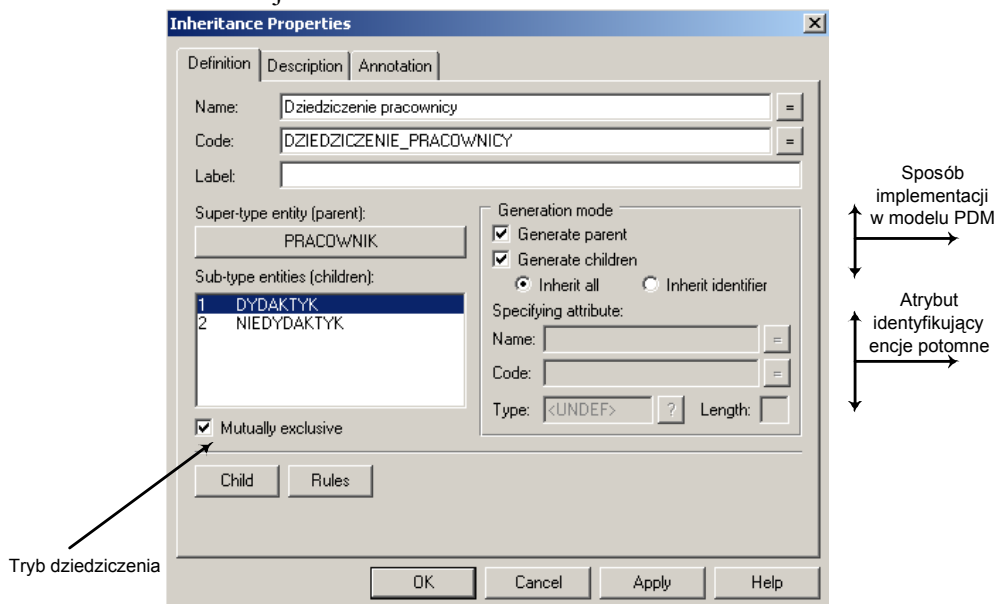 j
Inheritance Properties
Definition Description Annotation
Name: Dziedziczenie pracownicy =
Code: DZIEDZICZENIE_PRACOWNICY =
Label:
Super-type entity (parent):
PRACOWNIK
Sub-type entities (children):
1 DYDAKTYK
2 NIEDYDAKTYK
Mutually exclusive
Generation mode
Generate parent
Generate children
Inherit all Inherit identifier
Specifying attribute:
Name: =
Code: =
Type: <UNDEF> ? Length:
Child Rules
OK Cancel Apply Help
Sposób
implementacji
w modelu PDM
Atrybut
identyfikujący
encje potomne
Tryb dziedziczenia